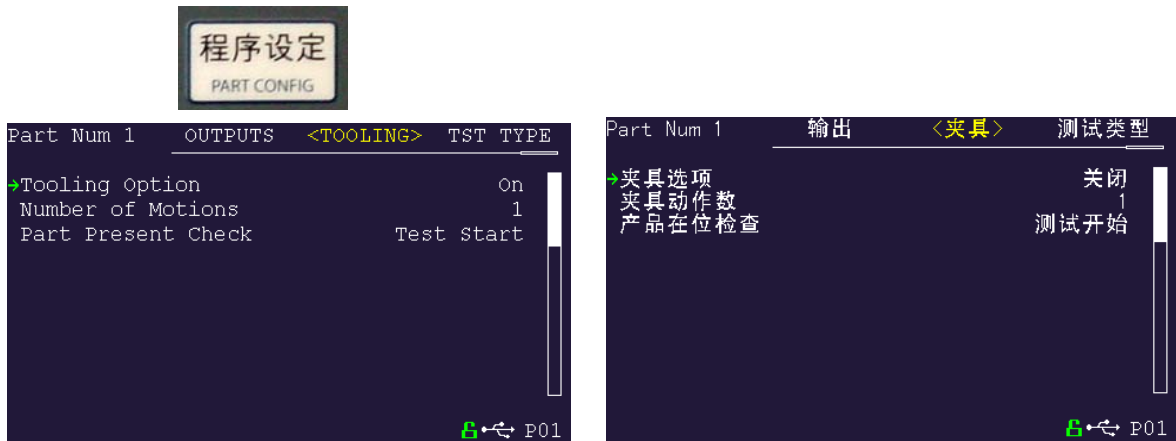 程序设定
PART CONFIG
Part Num 1 OUTPUTS <TOOLING> TST TYPE
→Tooling Option On
Number of Motions 1
Part Present Check Test Start
P01
Part Num 1 输出 <夹具> 测试类型
→夹具选项 关闭
夹具动作数 1
产品在位检查 测试开始
P01